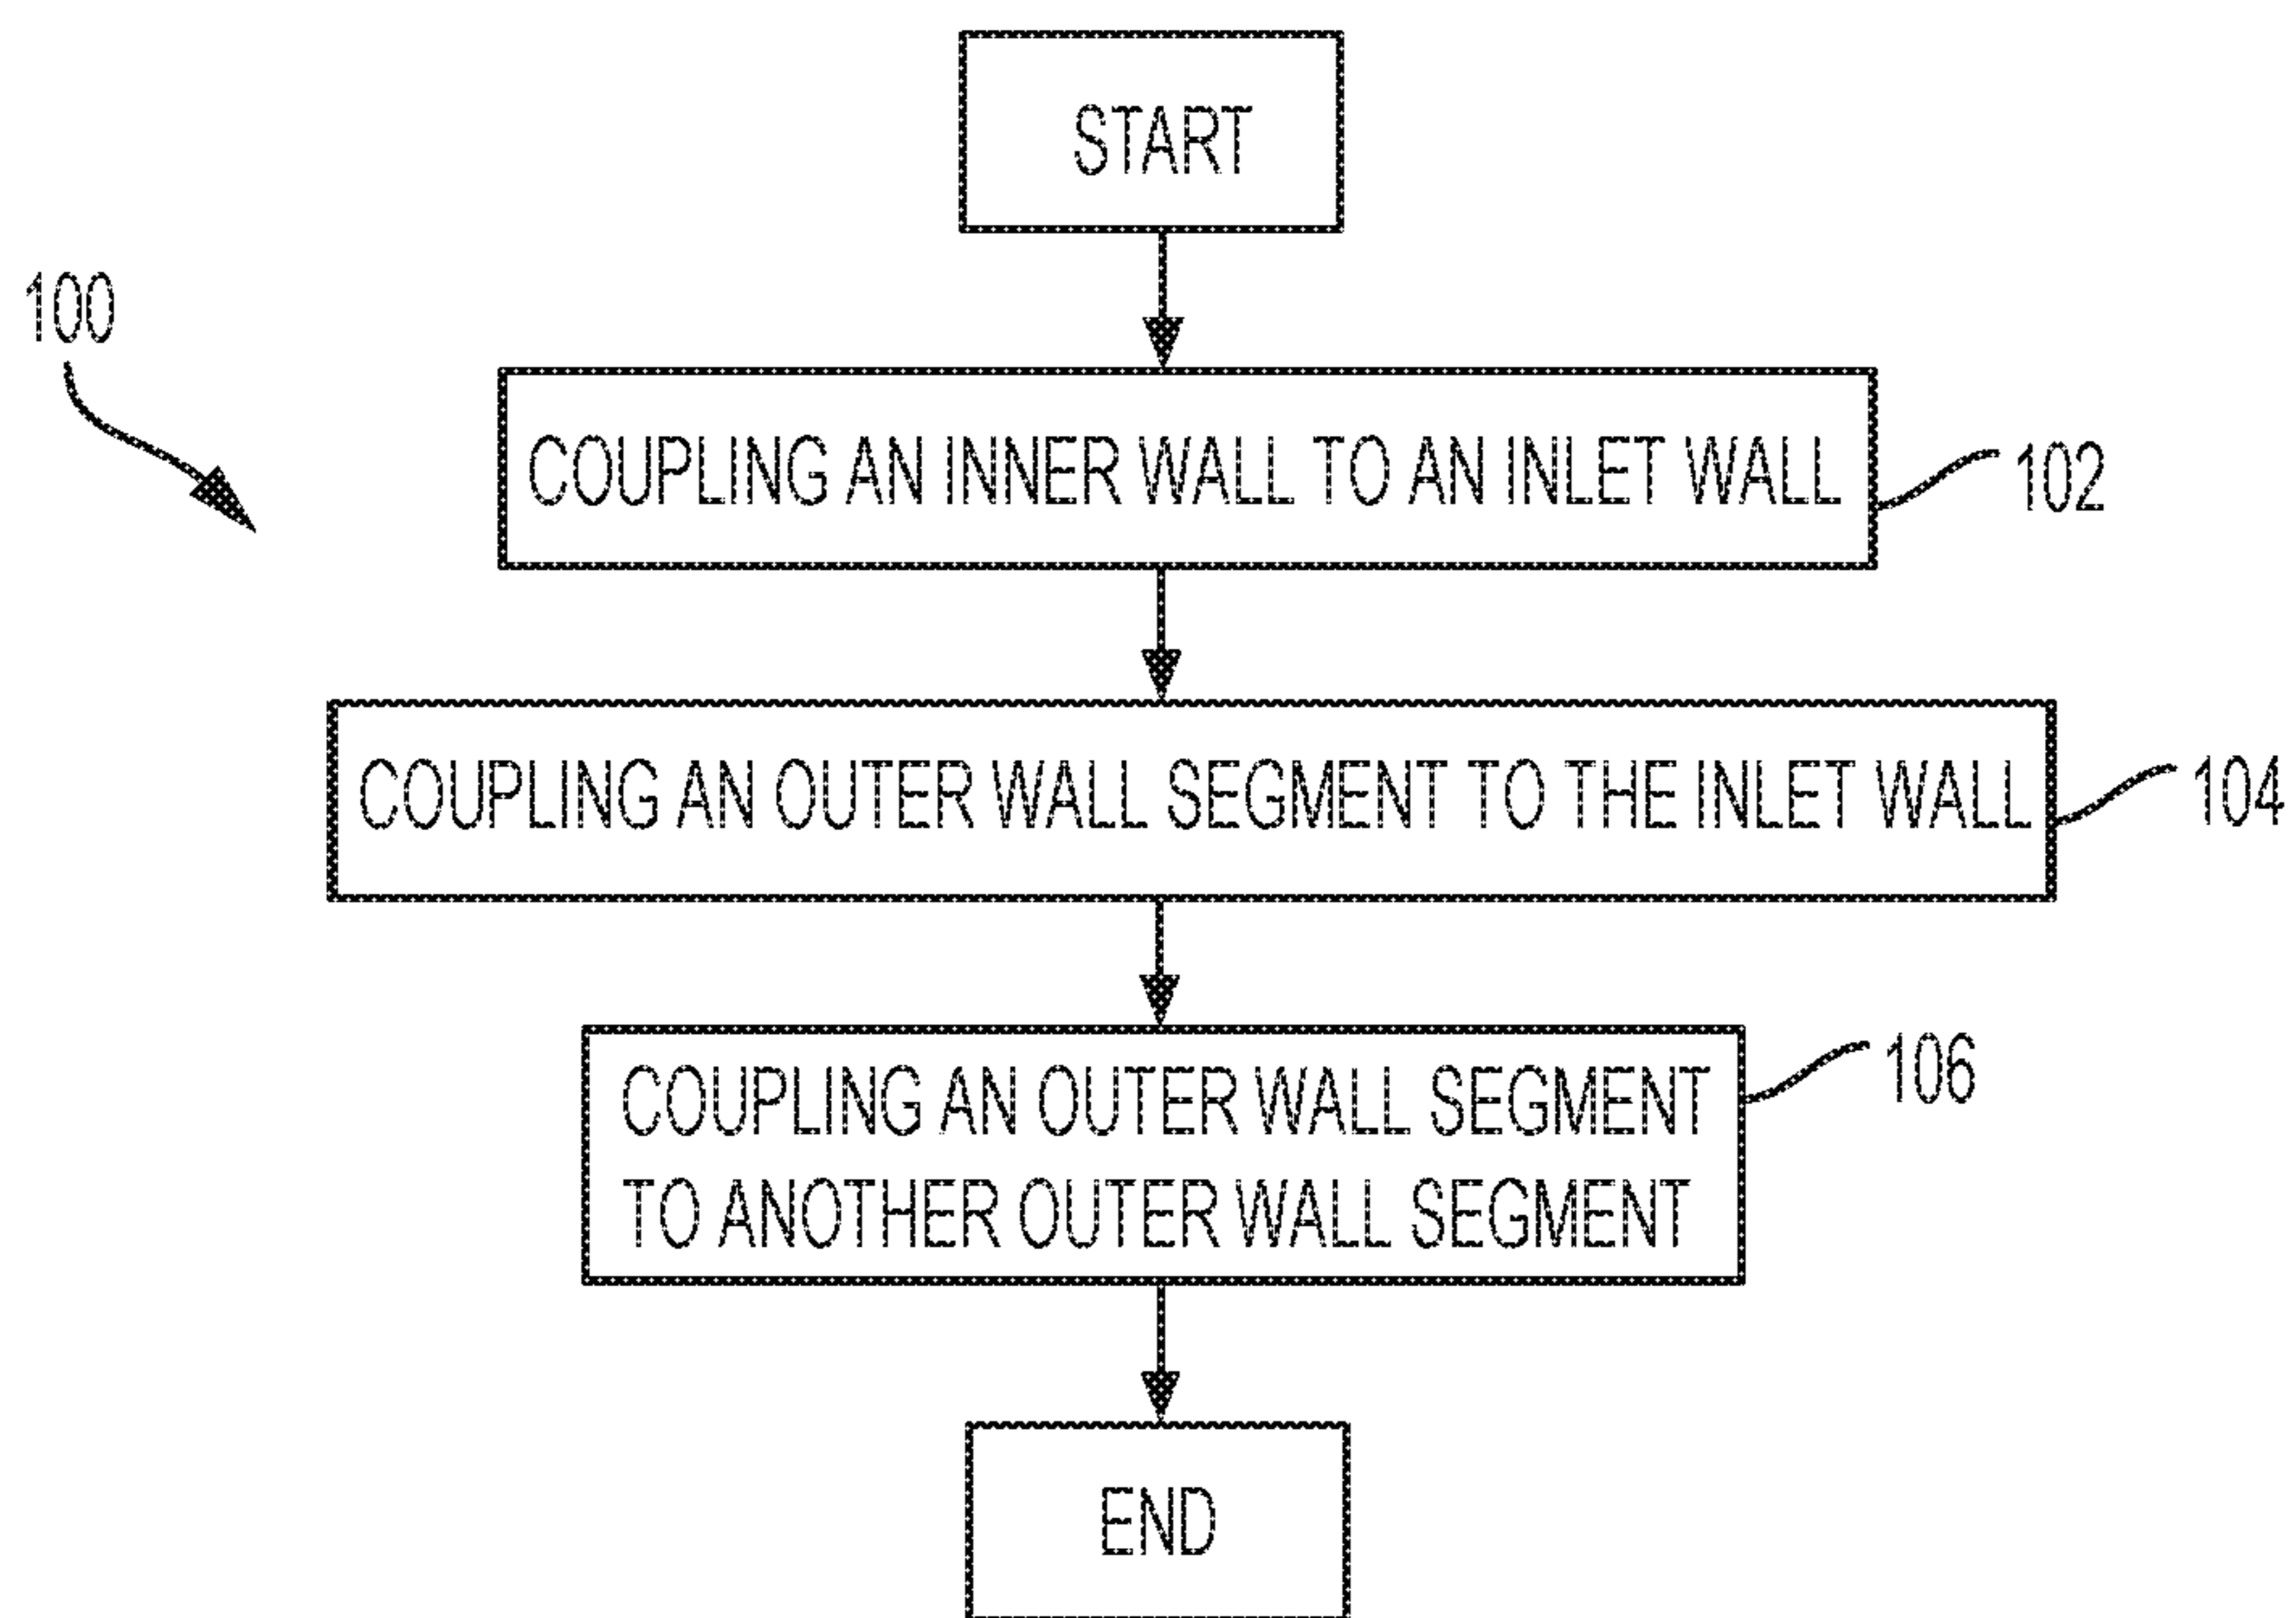 START
100
COUPLING AN INNER WALL TO AN INLET WALL
102
COUPLING AN OUTER WALL SEGMENT TO THE INLET WALL
104
COUPLING AN OUTER WALL SEGMENT
TO ANOTHER OUTER WALL SEGMENT
106
END